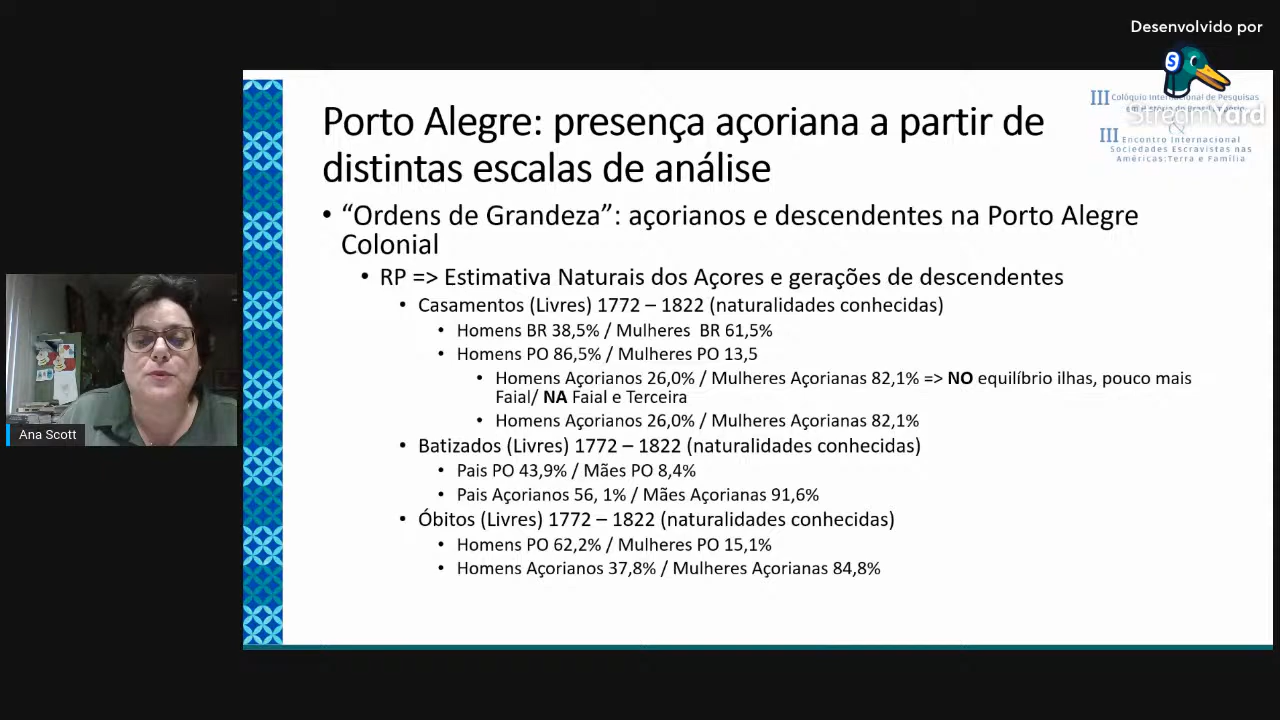 Desenvolvido por
S
StreamYard
III Colóquio Internacional de Pesquisas
&
III Encontro Internacional
Sociedades Escravistas nas
Américas:Terra e Família
Porto Alegre: presença açoriana a partir de
distintas escalas de análise
• “Ordens de Grandeza”: açorianos e descendentes na Porto Alegre
Colonial
• RP => Estimativa Naturais dos Açores e gerações de descendentes
• Casamentos (Livres) 1772 – 1822 (naturalidades conhecidas)
• Homens BR 38,5% / Mulheres BR 61,5%
• Homens PO 86,5% / Mulheres PO 13,5
• Homens Açorianos 26,0% / Mulheres Açorianas 82,1% => NO equilíbrio ilhas, pouco mais
Faial/ NA Faial e Terceira
• Homens Açorianos 26,0% / Mulheres Açorianas 82,1%
• Batizados (Livres) 1772 – 1822 (naturalidades conhecidas)
• Pais PO 43,9% / Mães PO 8,4%
• Pais Açorianos 56, 1% / Mães Açorianas 91,6%
• Óbitos (Livres) 1772 – 1822 (naturalidades conhecidas)
• Homens PO 62,2% / Mulheres PO 15,1%
• Homens Açorianos 37,8% / Mulheres Açorianas 84,8%
Ana Scott